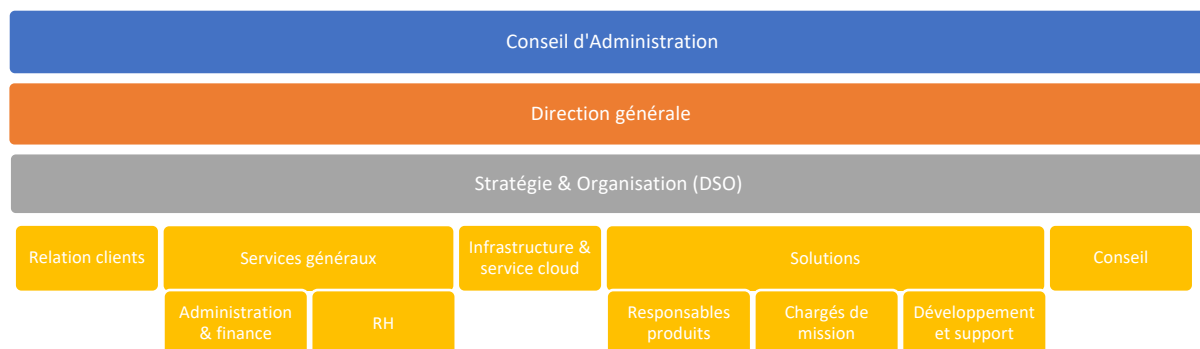 Conseil d'Administration
Direction générale
Stratégie & Organisation (DSO)
Relation clients
Services généraux
Infrastructure &
service cloud
Solutions
Conseil
Administration
& finance
RH
Responsables
produits
Chargés de
mission
Développement
et support